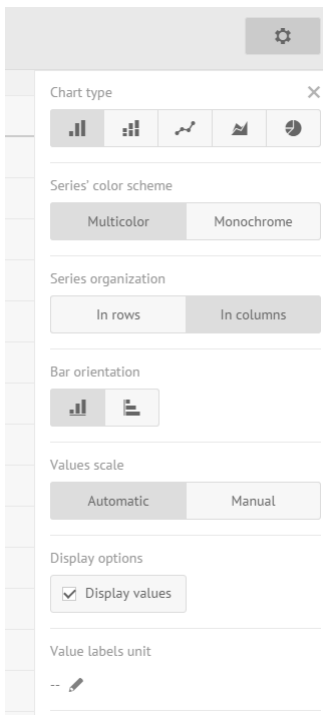 Chart type
Series' color scheme
Multicolor Monochrome
Series organization
In rows In columns
Bar orientation
Values scale
Automatic Manual
Display options
Display values
Value labels unit
--